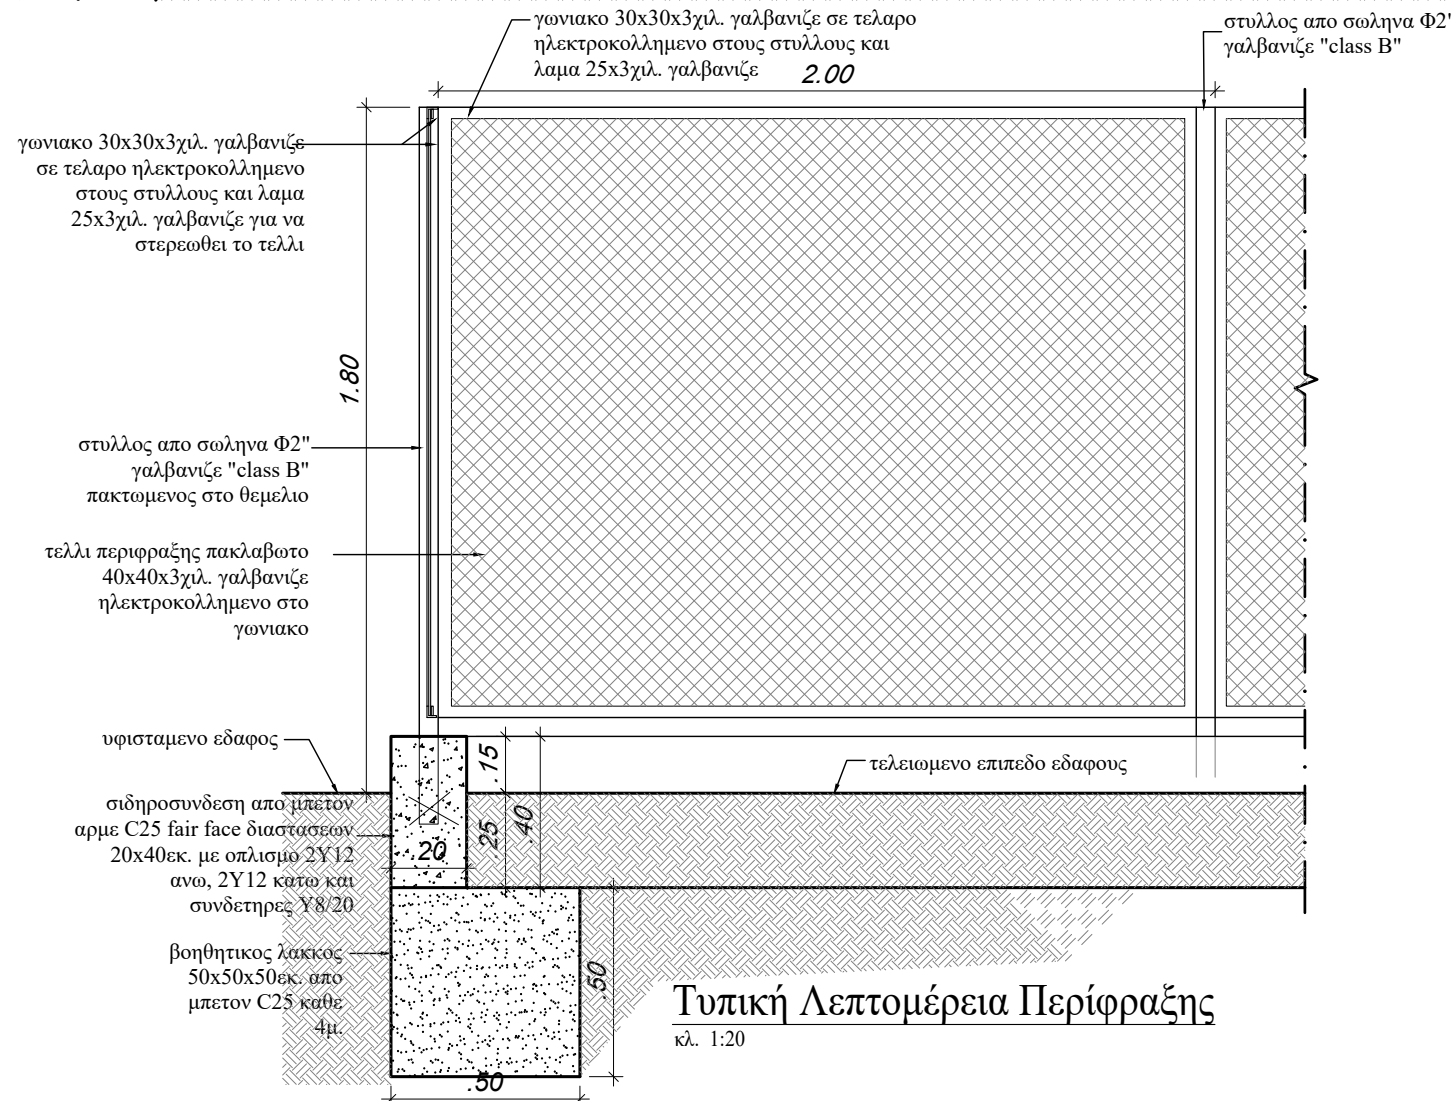 γωνιακο 30x30x3χιλ. γαλβανιζε σε τελαρο
ηλεκτροκολλημενο στους στυλλους και
λαμα 25x3χιλ. γαλβανιζε
2.00
στυλλος απο σωληνα Φ2'
γαλβανιζε "class B"
γωνιακο 30x30x3χιλ. γαλβανιζε
σε τελαρο ηλεκτροκολλημενο
στους στυλλους και λαμα
25x3χιλ. γαλβανιζε για να
στερεωθει το τελλι
1.80
στυλλος απο σωληνα Φ2"
γαλβανιζε "class B"
πακτωμενος στο θεμελιο
τελλι περιφραξης πακλαβωτο
40x40x3χιλ. γαλβανιζε
ηλεκτροκολλημενο στο
γωνιακο
υφισταμενο εδαφος
.15
τελειωμενο επιπεδο εδαφους
σιδηροσυνδεση απο μπετον
αρμε C25 fair face διαστασεων
20x40εκ. με οπλισμο 2Y12
ανω, 2Y12 κατω και
συνδετηρες Y8/20
.20
.25
.40
βοηθητικος λακκος
50x50x50εκ. απο
μπετον C25 καθε
4μ.
.50
.50
Τυπική Λεπτομέρεια Περίφραξης
κλ. 1:20